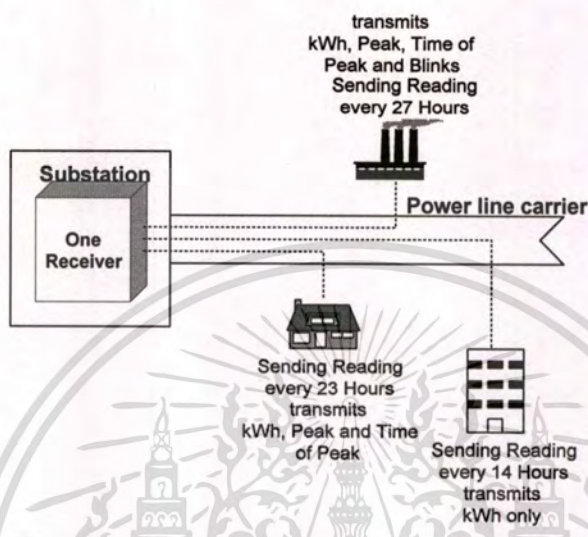 transmits
kWh, Peak, Time of
Peak and Blinks
Sending Reading
every 27 Hours
Substation
Power line carrier
One
Receiver
Sending Reading
every 23 Hours
transmits
kWh, Peak and Time
of Peak
Sending Reading
every 14 Hours
transmits
kWh only